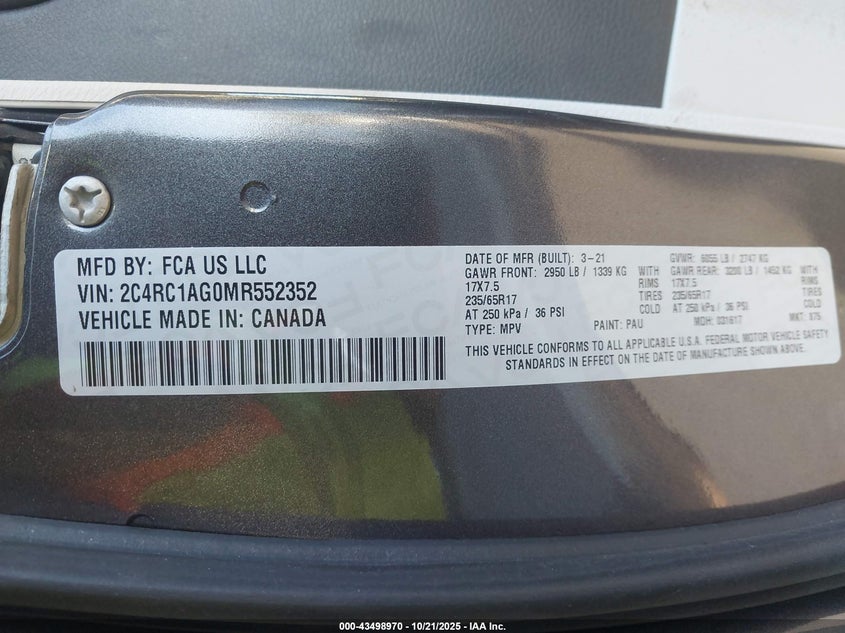 MFD BY: FCA US LLC
VIN: 2C4RC1AG0MR552352
VEHICLE MADE IN: CANADA
DATE OF MFR (BUILT): 3-21 GVWR: 6055 LB / 2747 KG
GAWR FRONT: 2950 LB / 1339 KG WITH GAWR REAR: 3200 LB / 1452 KG WITH
17X7.5 RIMS 17X7.5 RIMS
235/65R17 TIRES 235/65R17 TIRES
AT 250 kPa / 36 PSI COLD AT 250 kPa / 36 PSI COLD
TYPE: MPV PAINT: PAU MDH: 031617 MKT: 875
THIS VEHICLE CONFORMS TO ALL APPLICABLE U.S.A. FEDERAL MOTOR VEHICLE SAFETY
STANDARDS IN EFFECT ON THE DATE OF MANUFACTURE SHOWN ABOVE.
000-43498970 - 10/21/2025 - IAA Inc.